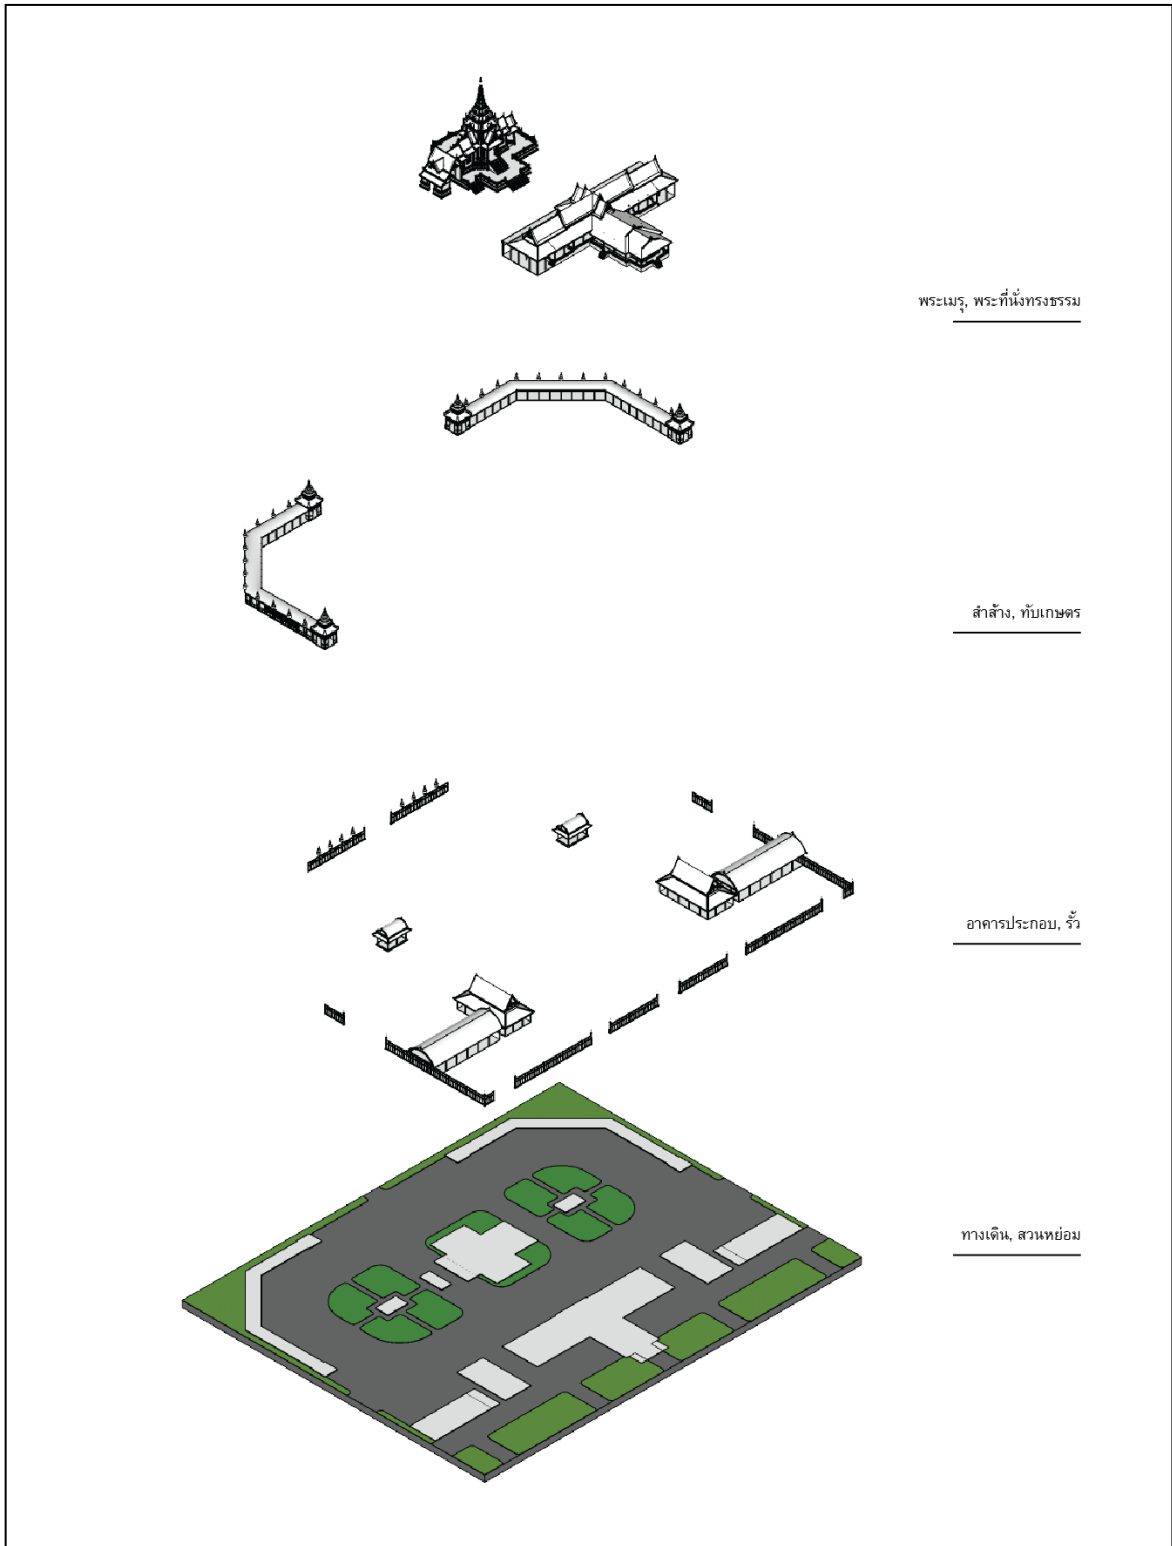 พระเมรุ, พระที่นั่งทรงธรรม
สำส้าง, ทับเกษตร
อาคารประกอบ, รั้ว
ทางเดิน, สวนหย่อม